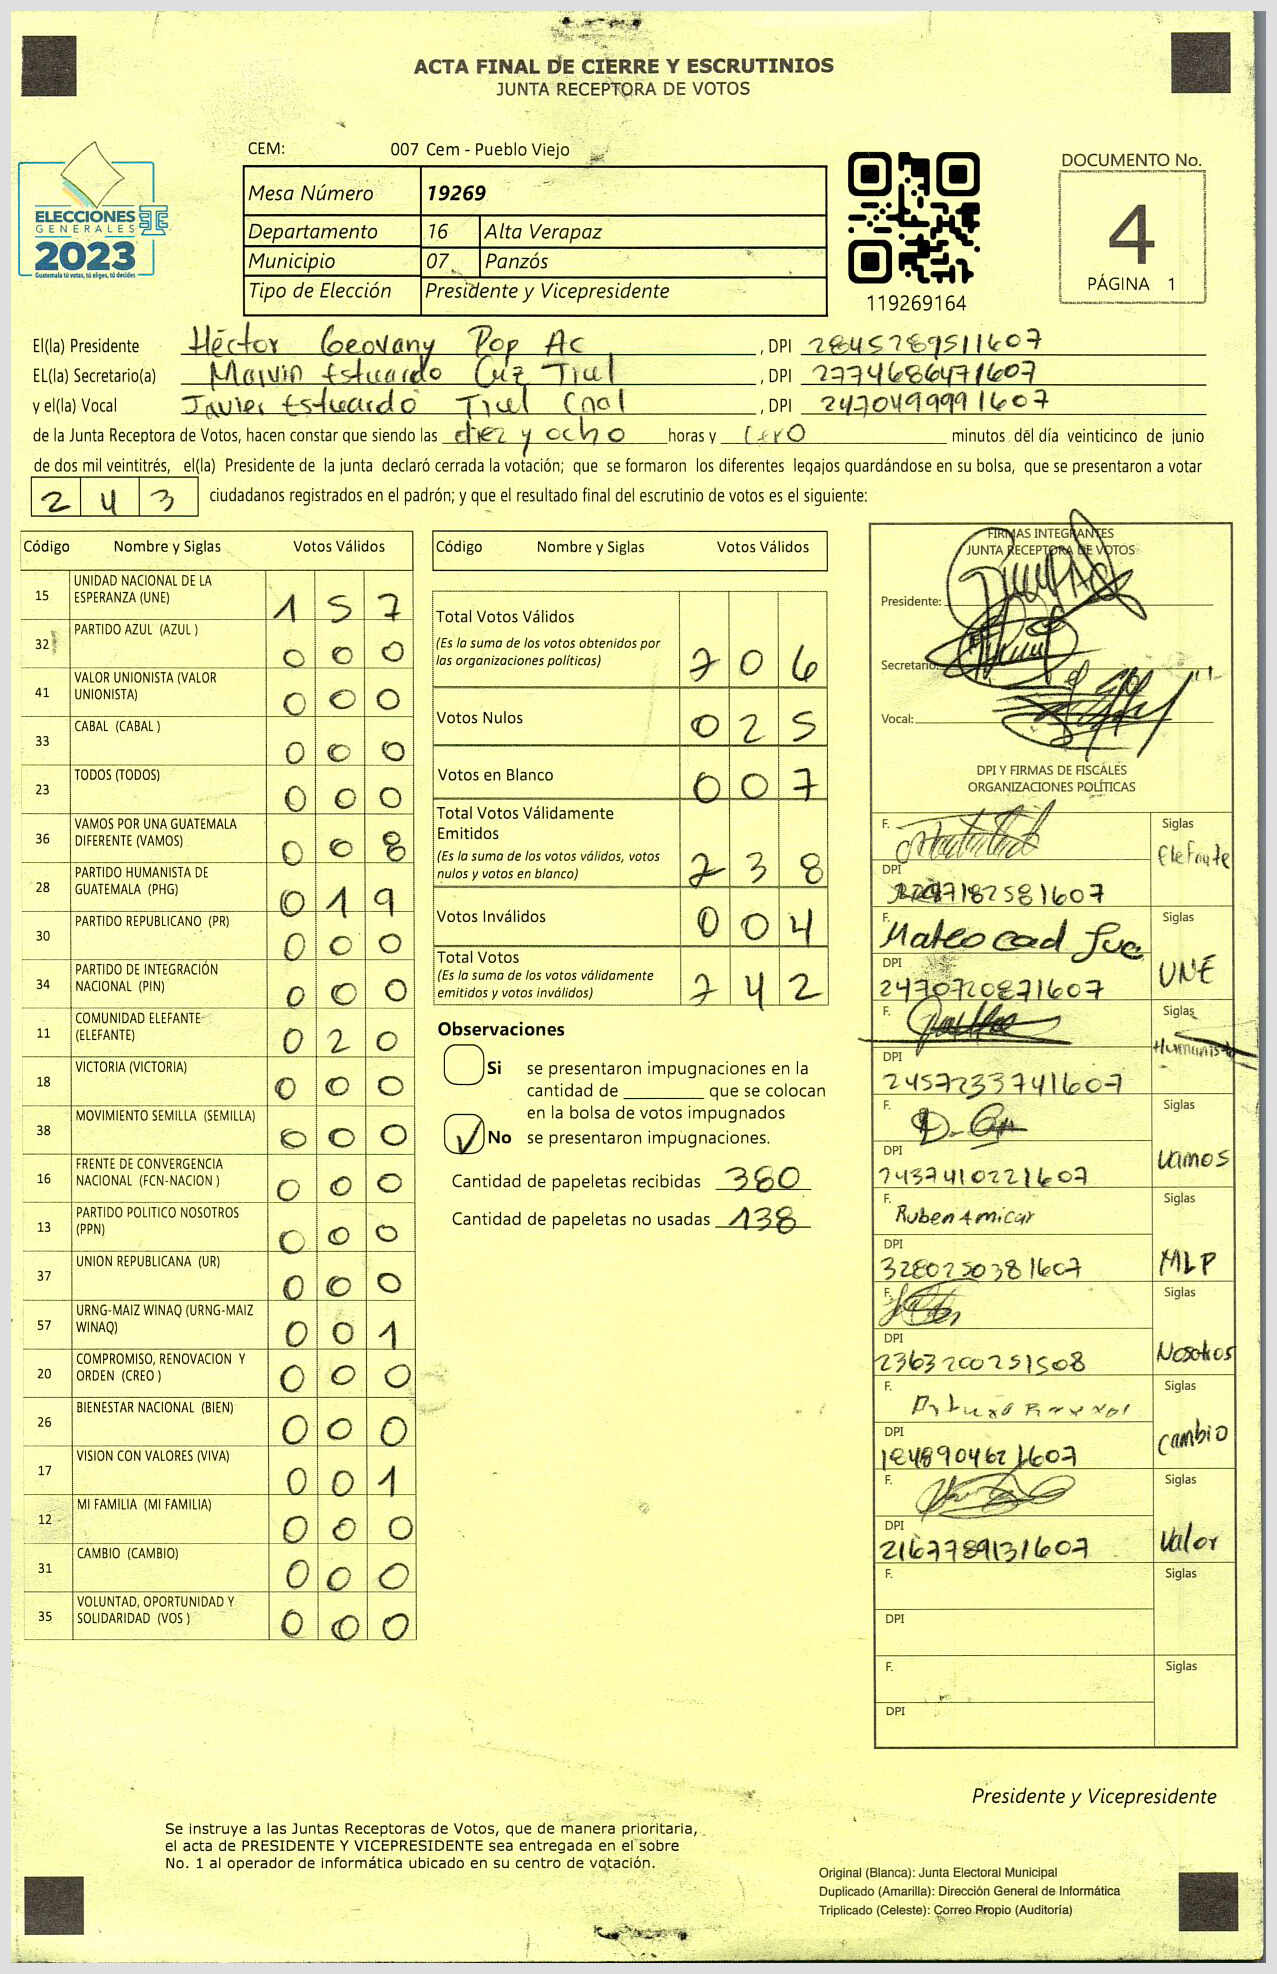 ACTA FINAL DE CIERRE Y ESCRUTINIOS
JUNTA RECEPTORA DE VOTOS
CEM: 007 Cem - Pueblo Viejo
ELECCIONES
GENERALES
2023
Guatemala tú votas, tú eliges, tú decides
Mesa Número 19269
Departamento 16 Alta Verapaz
Municipio 07 Panzós
Tipo de Elección Presidente y Vicepresidente
119269164
DOCUMENTO No.
4
PÁGINA 1
El(la) Presidente Héctor Geovany Pop Ac , DPI 2845789511607
EL(la) Secretario(a) Marvin Estuardo Cuz Tiul , DPI 2774686471607
y el(la) Vocal Javier Estuardo Tiul Cnal , DPI 2470499991607
de la Junta Receptora de Votos, hacen constar que siendo las diez y ocho horas y cero minutos del día veinticinco de junio
de dos mil veintitrés, el(la) Presidente de la junta declaró cerrada la votación; que se formaron los diferentes legajos guardándose en su bolsa, que se presentaron a votar
2 4 3 ciudadanos registrados en el padrón; y que el resultado final del escrutinio de votos es el siguiente:
Código Nombre y Siglas Votos Válidos
15 UNIDAD NACIONAL DE LA ESPERANZA (UNE) 1 5 7
32 PARTIDO AZUL (AZUL ) 0 0 0
41 VALOR UNIONISTA (VALOR UNIONISTA) 0 0 0
33 CABAL (CABAL ) 0 0 0
23 TODOS (TODOS) 0 0 0
36 VAMOS POR UNA GUATEMALA DIFERENTE (VAMOS) 0 0 8
28 PARTIDO HUMANISTA DE GUATEMALA (PHG) 0 1 9
30 PARTIDO REPUBLICANO (PR) 0 0 0
34 PARTIDO DE INTEGRACIÓN NACIONAL (PIN) 0 0 0
11 COMUNIDAD ELEFANTE (ELEFANTE) 0 2 0
18 VICTORIA (VICTORIA) 0 0 0
38 MOVIMIENTO SEMILLA (SEMILLA) 0 0 0
16 FRENTE DE CONVERGENCIA NACIONAL (FCN-NACION ) 0 0 0
13 PARTIDO POLITICO NOSOTROS (PPN) 0 0 0
37 UNION REPUBLICANA (UR) 0 0 0
57 URNG-MAIZ WINAQ (URNG-MAIZ WINAQ) 0 0 1
20 COMPROMISO, RENOVACION Y ORDEN (CREO ) 0 0 0
26 BIENESTAR NACIONAL (BIEN) 0 0 0
17 VISION CON VALORES (VIVA) 0 0 1
12 MI FAMILIA (MI FAMILIA) 0 0 0
31 CAMBIO (CAMBIO) 0 0 0
35 VOLUNTAD, OPORTUNIDAD Y SOLIDARIDAD (VOS ) 0 0 0
Código Nombre y Siglas Votos Válidos
Total Votos Válidos
(Es la suma de los votos obtenidos por las organizaciones políticas) 2 0 6
Votos Nulos 0 2 5
Votos en Blanco 0 0 7
Total Votos Válidamente Emitidos
(Es la suma de los votos válidos, votos nulos y votos en blanco) 2 3 8
Votos Inválidos 0 0 4
Total Votos
(Es la suma de los votos válidamente emitidos y votos inválidos) 2 4 2
Observaciones
Si se presentaron impugnaciones en la
cantidad de ________ que se colocan
en la bolsa de votos impugnados
No se presentaron impugnaciones.
Cantidad de papeletas recibidas 380
Cantidad de papeletas no usadas 138
FIRMAS INTEGRANTES
JUNTA RECEPTORA DE VOTOS
Presidente:
Secretario:
Vocal:
DPI Y FIRMAS DE FISCALES
ORGANIZACIONES POLÍTICAS
F. Siglas
Elefante
DPI
F. Mateo cad Siglas
UNE
DPI
2470720871607
F. Siglas
Humanista
DPI
2457233741607
F. Siglas
Vamos
DPI
2437410221607
F. Ruben Amicar Siglas
MLP
DPI
3280250381607
F. Siglas
Nosotros
DPI
2363200251508
F. Siglas
Cambio
DPI
F. Siglas
Valor
DPI
2167789131607
F. Siglas
DPI
F. Siglas
DPI
Presidente y Vicepresidente
Se instruye a las Juntas Receptoras de Votos, que de manera prioritaria,
el acta de PRESIDENTE Y VICEPRESIDENTE sea entregada en el sobre
No. 1 al operador de informática ubicado en su centro de votación.
Original (Blanca): Junta Electoral Municipal
Duplicado (Amarilla): Dirección General de Informática
Triplicado (Celeste): Correo Propio (Auditoría)